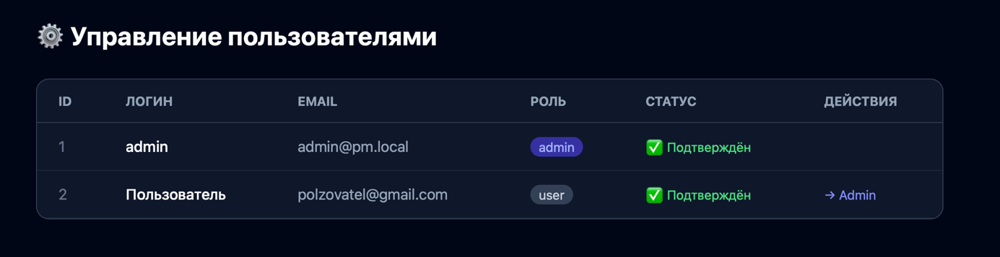 ⚙️ Управление пользователями
ID ЛОГИН EMAIL РОЛЬ СТАТУС ДЕЙСТВИЯ
1 admin admin@pm.local admin ✅ Подтверждён
2 Пользователь polzovatel@gmail.com user ✅ Подтверждён → Admin